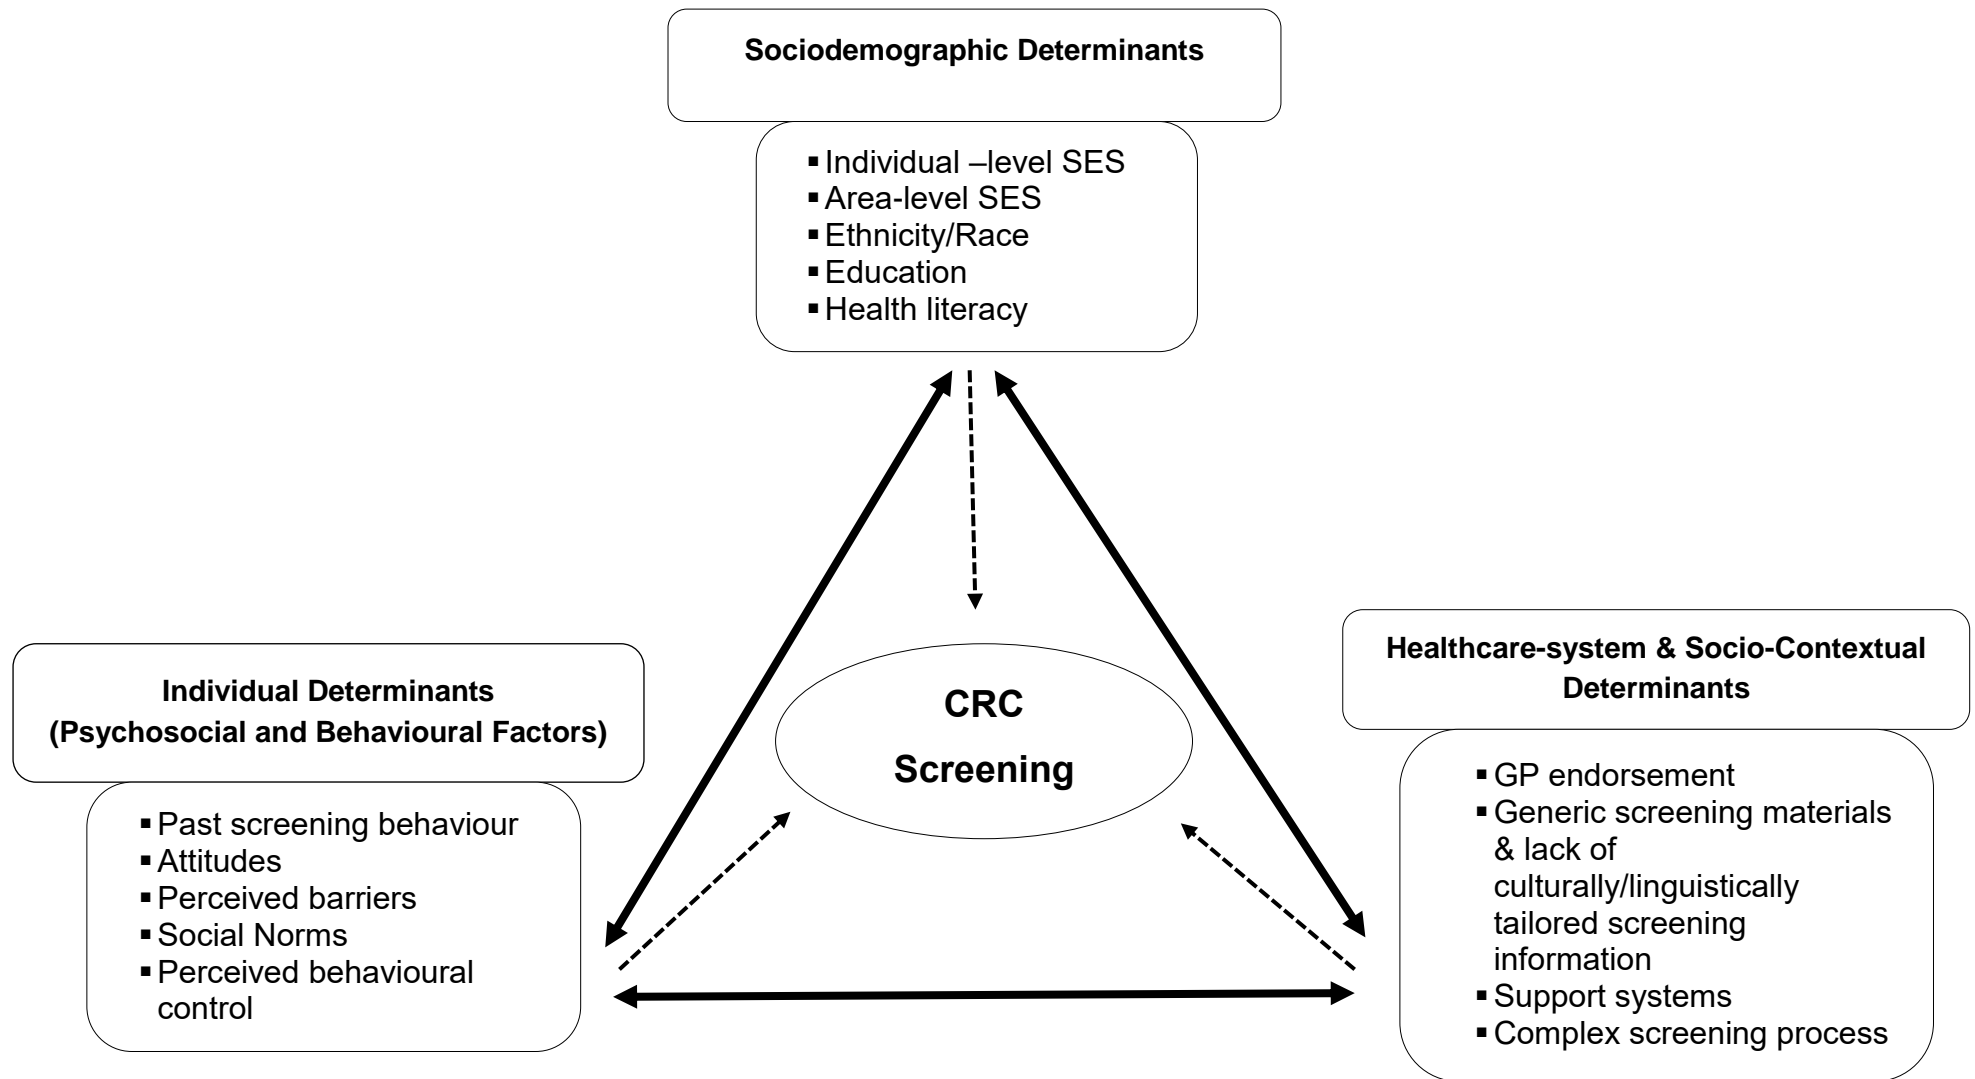 Sociodemographic Determinants
▪ Individual –level SES
▪ Area-level SES
▪ Ethnicity/Race
▪ Education
▪ Health literacy
CRC
Screening
Individual Determinants
(Psychosocial and Behavioural Factors)
▪ Past screening behaviour
▪ Attitudes
▪ Perceived barriers
▪ Social Norms
▪ Perceived behavioural
control
Healthcare-system & Socio-Contextual
Determinants
▪ GP endorsement
▪ Generic screening materials
& lack of
culturally/linguistically
tailored screening
information
▪ Support systems
▪ Complex screening process